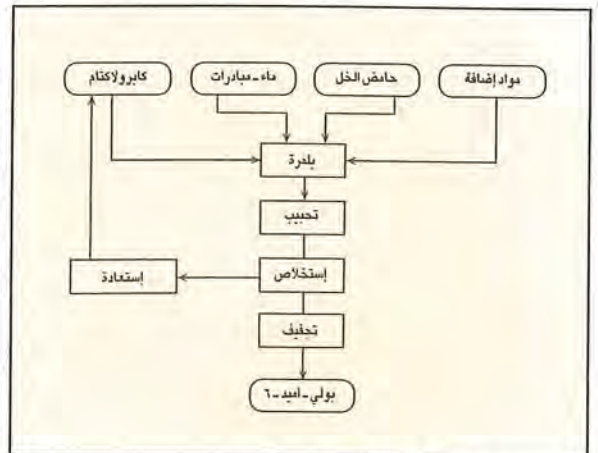 مواد إضافة
حامض الخل
ماء - مبادرات
كابرولاكتام
بلمرة
تحبيب
إستخلاص
إستعادة
تجفيف
بولي - أميد - ٦